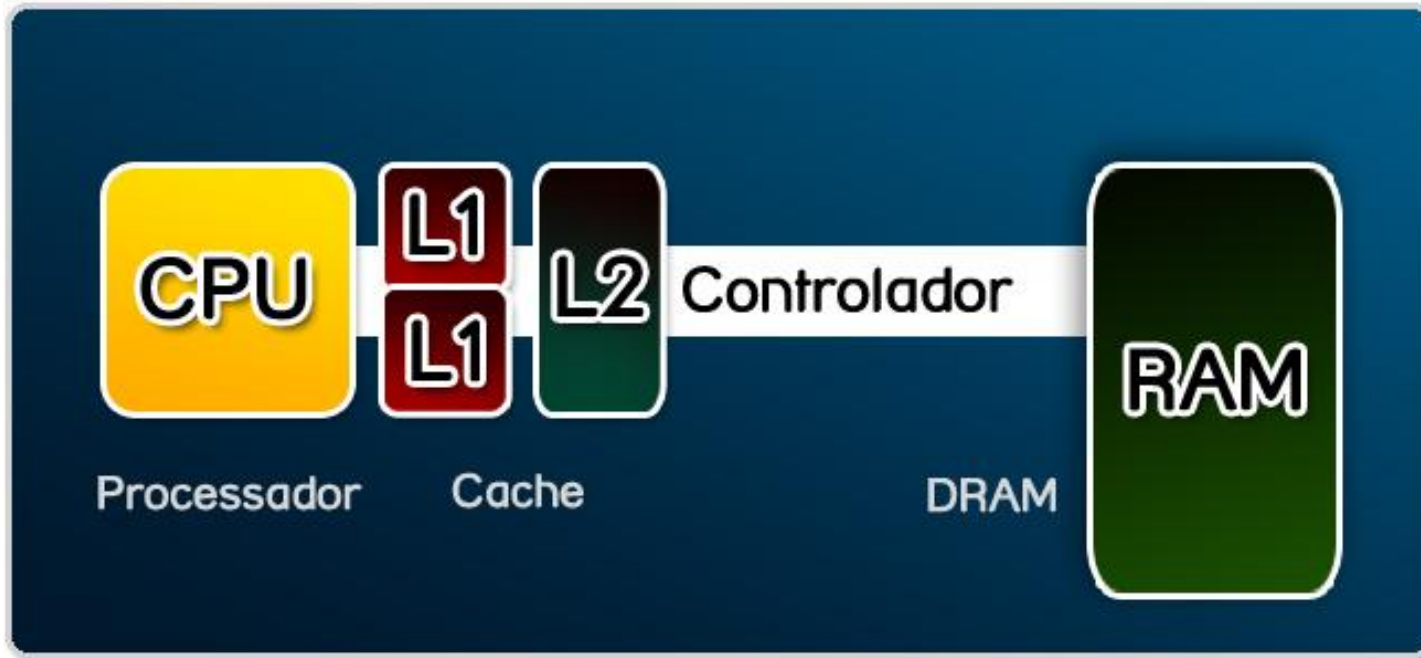 CPU
L1
L1
L2
Controlador
RAM
Processador
Cache
DRAM